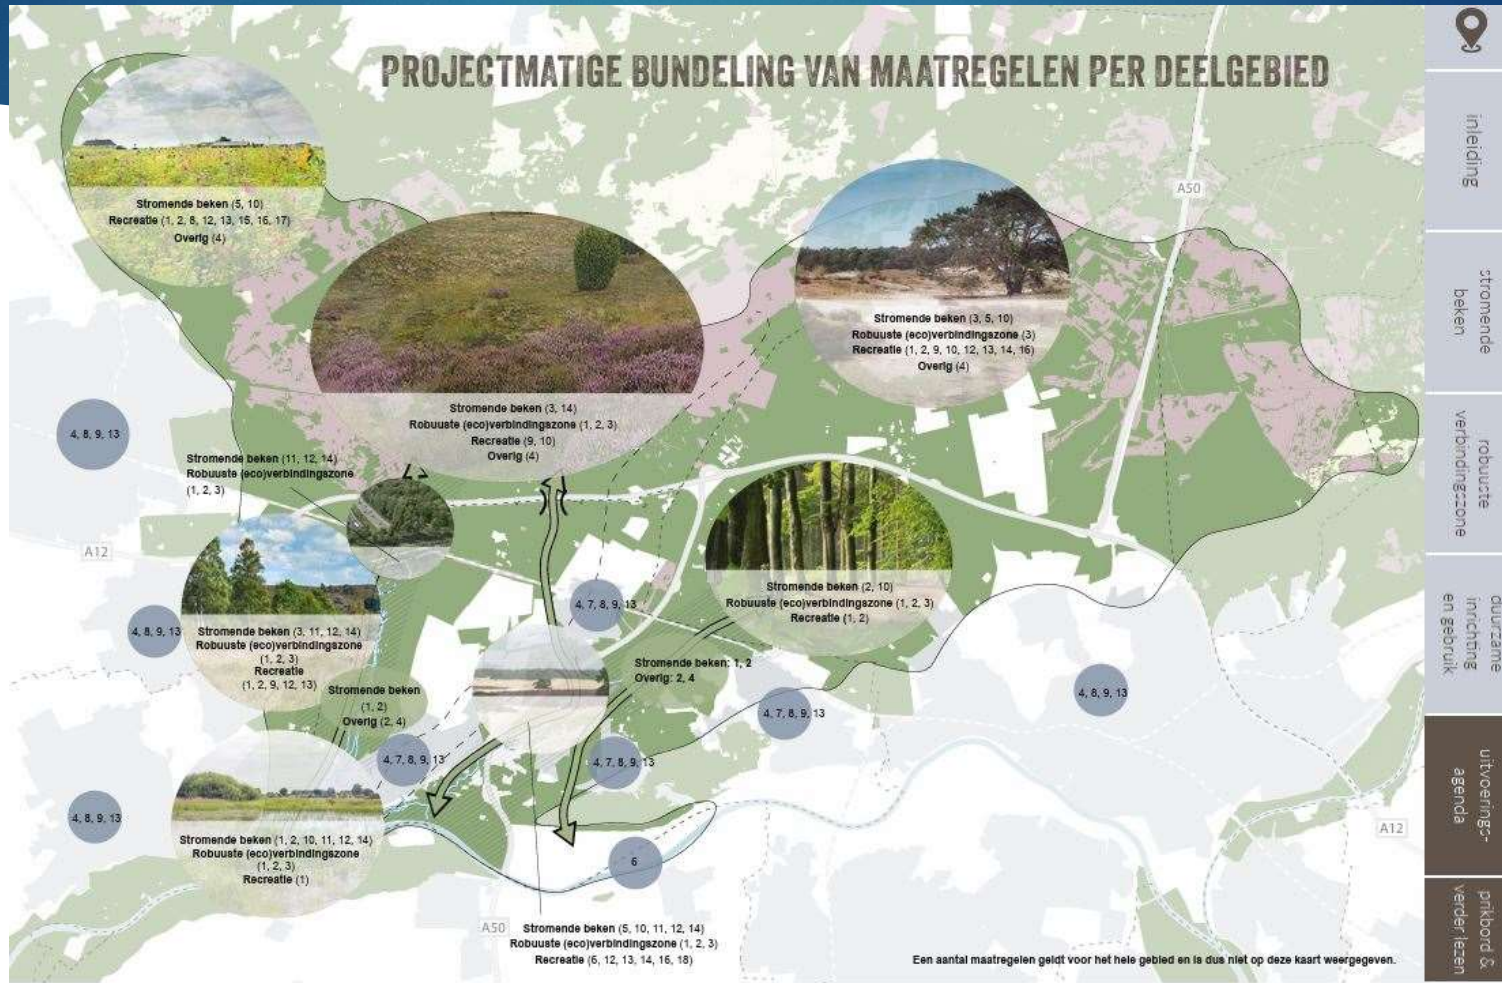 PROJECTMATIGE BUNDELING VAN MAATREGELEN PER DEELGEBIED
Stromende beken (5, 10)
Recreatie (1, 2, 8, 12, 13, 15, 16, 17)
Overig (4)
A50
Stromende beken (3, 5, 10)
Robuuste (eco)verbindingszone (3)
Recreatie (1, 2, 9, 10, 12, 13, 14, 16)
Overig (4)
Stromende beken (3, 14)
Robuuste (eco)verbindingszone (1, 2, 3)
Recreatie (9, 10)
Overig (4)
4, 8, 9, 13
Stromende beken (11, 12, 14)
Robuuste (eco)verbindingszone
(1, 2, 3)
A12
4, 7, 8, 9, 13
Stromende beken (2, 10)
Robuuste (eco)verbindingszone (1, 2, 3)
Recreatie (1, 2)
4, 8, 9, 13
Stromende beken (3, 11, 12, 14)
Robuuste (eco)verbindingszone
(1, 2, 3)
Recreatie
(1, 2, 9, 12, 13)
Stromende beken: 1, 2
Overig: 2, 4
Stromende beken
(1, 2)
Overig (2, 4)
4, 8, 9, 13
4, 7, 8, 9, 13
4, 7, 8, 9, 13
4, 7, 8, 9, 13
4, 8, 9, 13
Stromende beken (1, 2, 10, 11, 12, 14)
Robuuste (eco)verbindingszone
(1, 2, 3)
Recreatie (1)
6
A12
A50
Stromende beken (5, 10, 11, 12, 14)
Robuuste (eco)verbindingszone (1, 2, 3)
Recreatie (6, 12, 13, 14, 16, 18)
Een aantal maatregelen geldt voor het hele gebied en is dus niet op deze kaart weergegeven.
inleiding
stromende
beken
robuste
verbindingszone
duurzame
inrichting
en gebruik
uitvoerings-
agenda
prikbord &
verder lezen